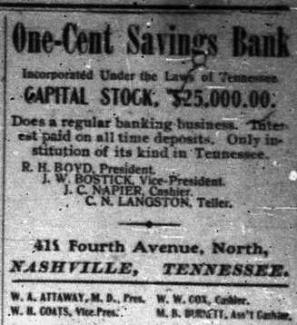 One-Cent Savings Bank
Incorporated Under the Laws of Tennessee
CAPITAL STOCK, $25,000.00.
Does a regular banking business. Inter-
est paid on all time deposits. Only in-
stitution of its kind in Tennessee.
R. H. BOYD, President.
J. W. BOSTICK, Vice-President.
J. C. NAPIER, Cashier.
C. N. LANGSTON, Teller.
411 Fourth Avenue, North,
NASHVILLE, TENNESSEE.
W. A. ATTAWAY, M. D., Pres. W. W. COX, Cashier.
W. H. COATS, Vice-Pres. M. B. BURNETT, Ass't Cashier.